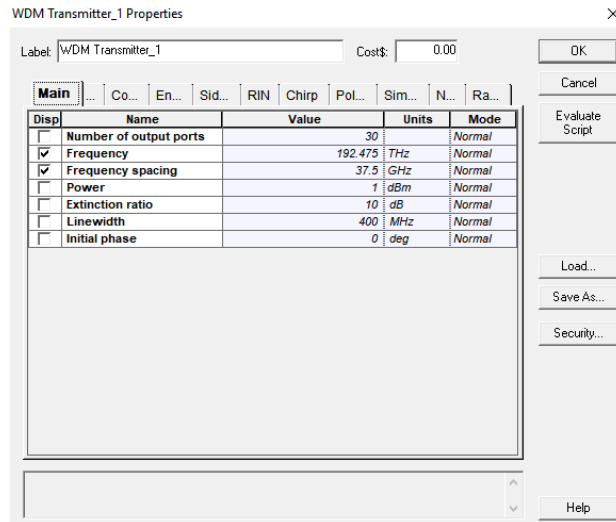 WDM Transmitter_1 Properties
Label: WDM Transmitter_1 Cost$: 0.00 OK
Cancel
Main ... Co... En... Sid... RIN Chirp Pol... Sim... N... Ra...
Evaluate Script
Disp Name Value Units Mode
Number of output ports 30 Normal
Frequency 192.475 THz Normal
Frequency spacing 37.5 GHz Normal
Power 1 dBm Normal
Extinction ratio 10 dB Normal
Linewidth 400 MHz Normal
Initial phase 0 deg Normal
Load...
Save As...
Security...
Help